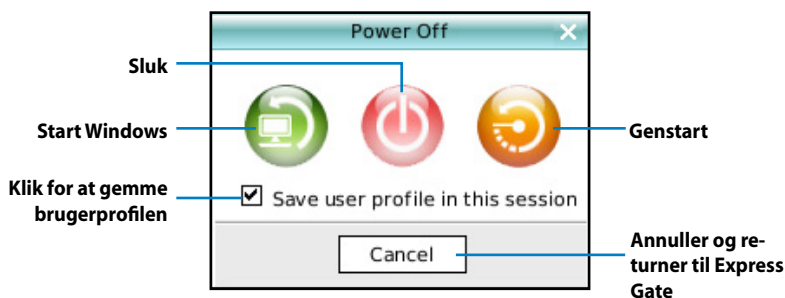 Power Off
Sluk
Start Windows
Genstart
Klik for at gemme
brugerprofilen
Save user profile in this session
Cancel
Annuller og re-
turner til Express
Gate